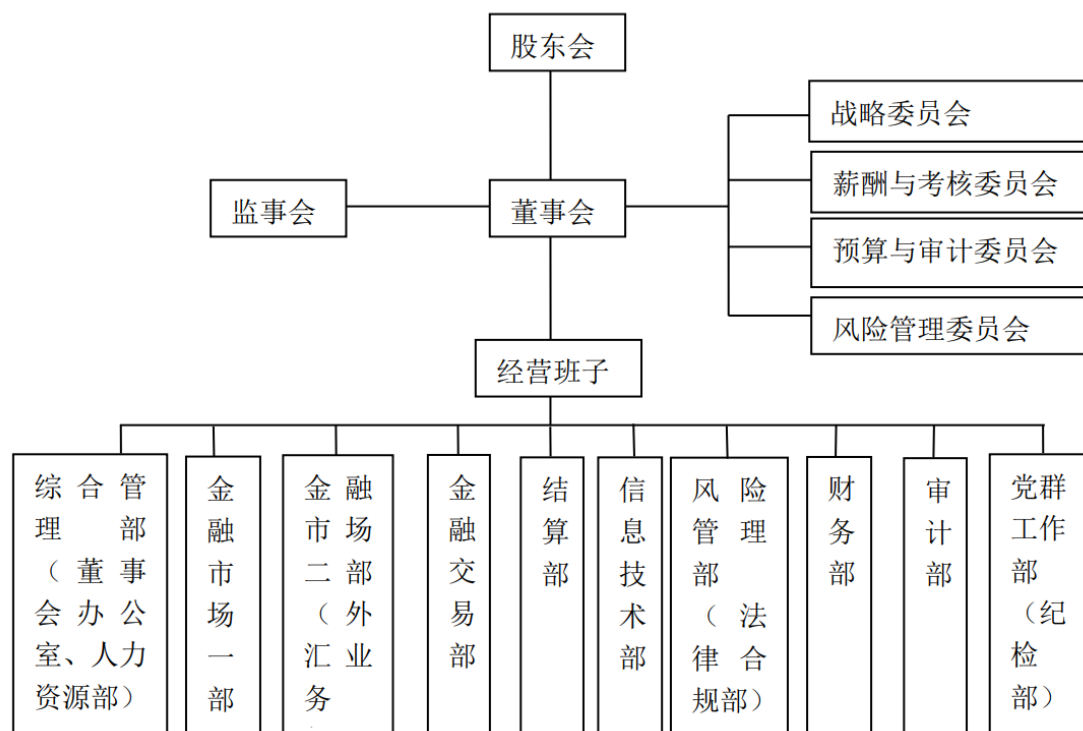 股东会
战略委员会
薪酬与考核委员会
监事会
董事会
预算与审计委员会
风险管理委员会
经营班子
综合管
理部
（董事
会办公
室、人力
资源部）
金
融
市
场
一
部
金融
市场
二部
（外
汇业
务
金
融
交
易
部
结
算
部
信
息
技
术
部
风险
管理
部
（法
律合
规部）
财
务
部
审
计
部
党群
工作
部
（纪
检
部）